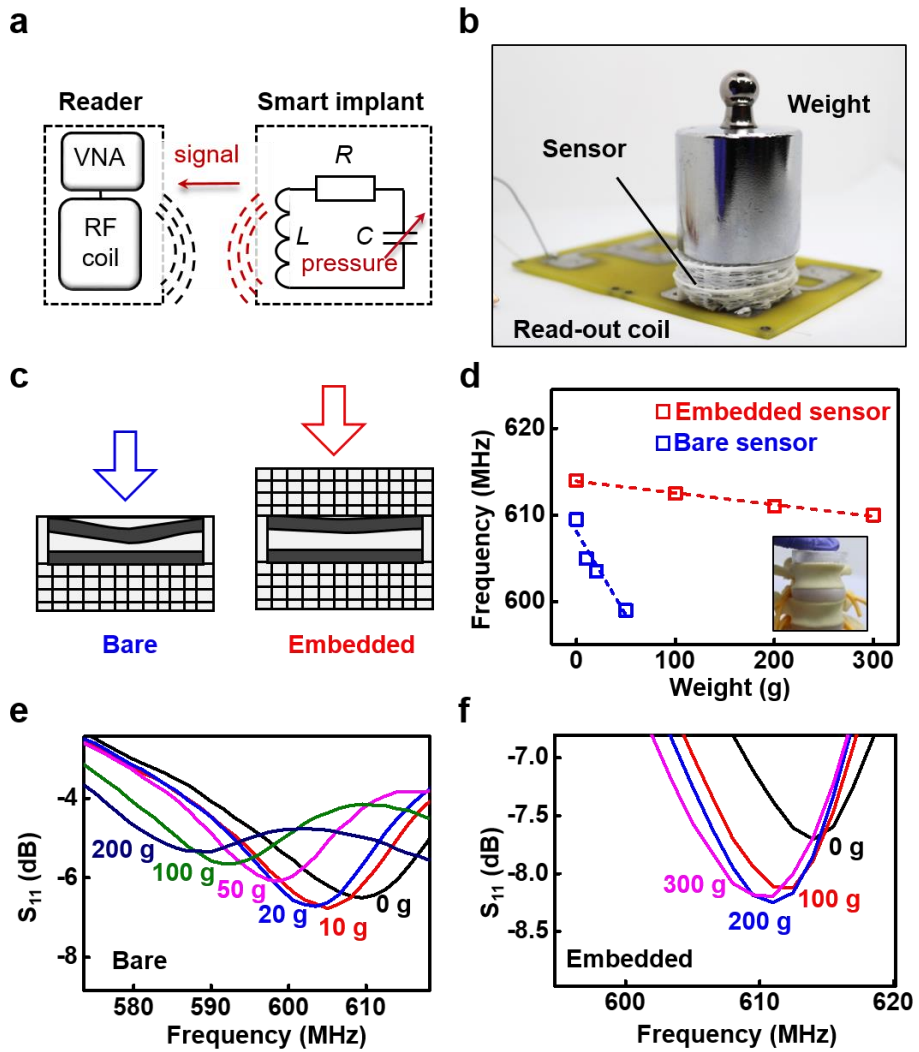 a
Reader
Smart implant
VNA
RF
coil
signal
R
L
C
pressure
b
Weight
Sensor
Read-out coil
c
Bare
Embedded
d
Frequency (MHz)
620
610
600
Embedded sensor
Bare sensor
0
100
200
300
Weight (g)
e
S11 (dB)
-4
-6
-8
200 g
100 g
50 g
20 g
10 g
0 g
Bare
580
590
600
610
Frequency (MHz)
f
S11 (dB)
-7.0
-7.5
-8.0
-8.5
0 g
300 g
100 g
200 g
Embedded
600
610
620
Frequency (MHz)